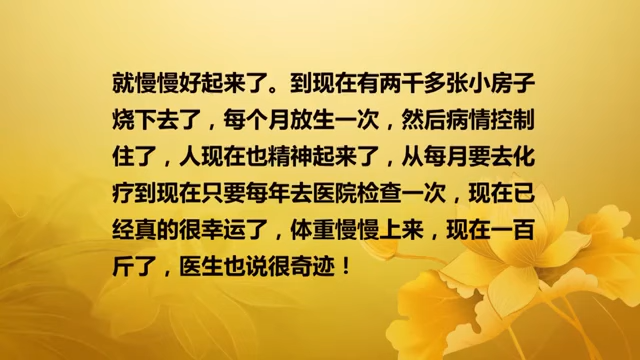 就慢慢好起来了。到现在有两千多张小房子
烧下去了，每个月放生一次，然后病情控制
住了，人现在也精神起来了，从每月要去化
疗到现在只要每年去医院检查一次，现在已
经真的很幸运了，体重慢慢上来，现在一百
斤了，医生也说很奇迹！